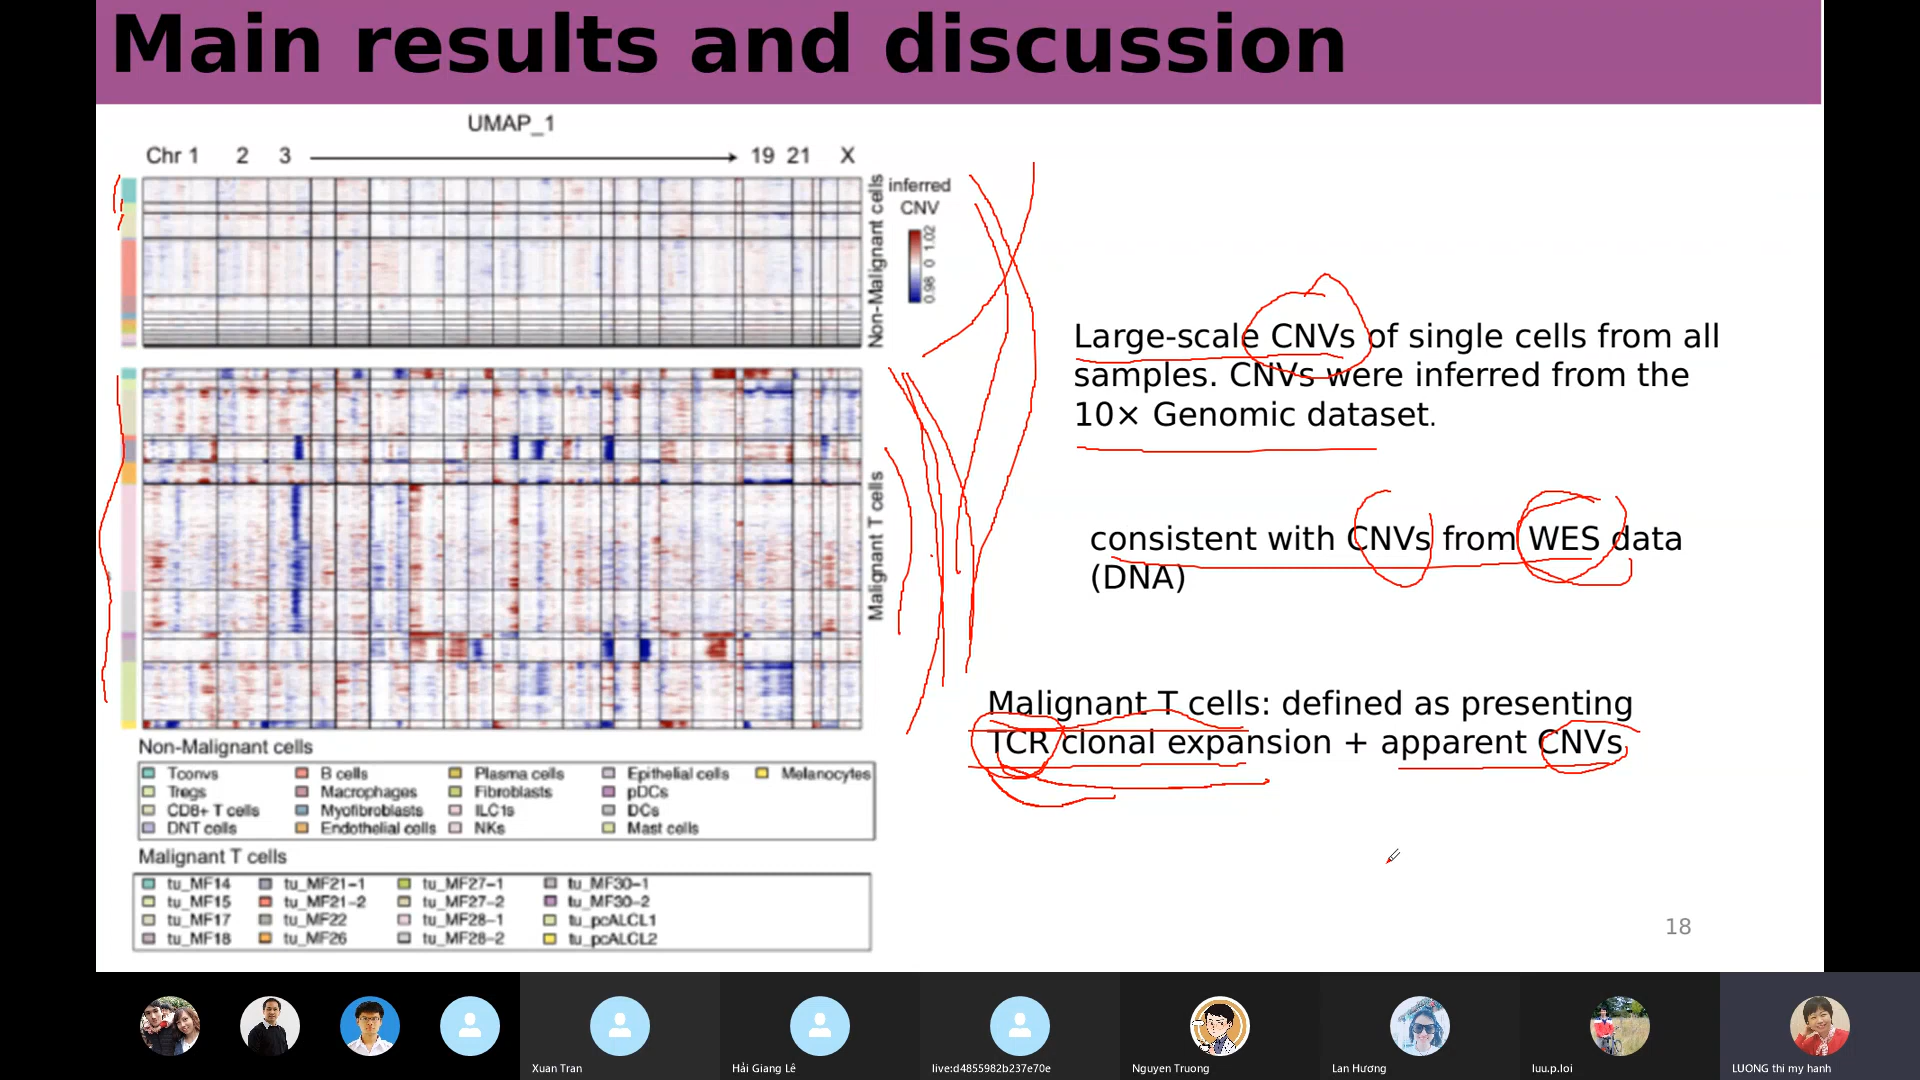 Main results and discussion
UMAP_1
Chr 1 2 3 19 21 X
Non-Malignant cells
inferred
CNV
0.98 0 1.02
Malignant T cells
Large-scale CNVs of single cells from all
samples. CNVs were inferred from the
10× Genomic dataset.
consistent with CNVs from WES data
(DNA)
Malignant T cells: defined as presenting
TCR clonal expansion + apparent CNVs
Non-Malignant cells
Tconvs B cells Plasma cells Epithelial cells Melanocytes
Tregs Macrophages Fibroblasts pDCs
CD8+ T cells Myofibroblasts ILC1s DCs
DNT cells Endothelial cells NKs Mast cells
Malignant T cells
tu_MF14 tu_MF21-1 tu_MF27-1 tu_MF30-1
tu_MF15 tu_MF21-2 tu_MF27-2 tu_MF30-2
tu_MF17 tu_MF22 tu_MF28-1 tu_pcALCL1
tu_MF18 tu_MF26 tu_MF28-2 tu_pcALCL2
18
Xuan Tran
Hải Giang Lê
live:d4855982b237e70e
Nguyen Truong
Lan Hương
luu.p.loi
LUONG thi my hanh